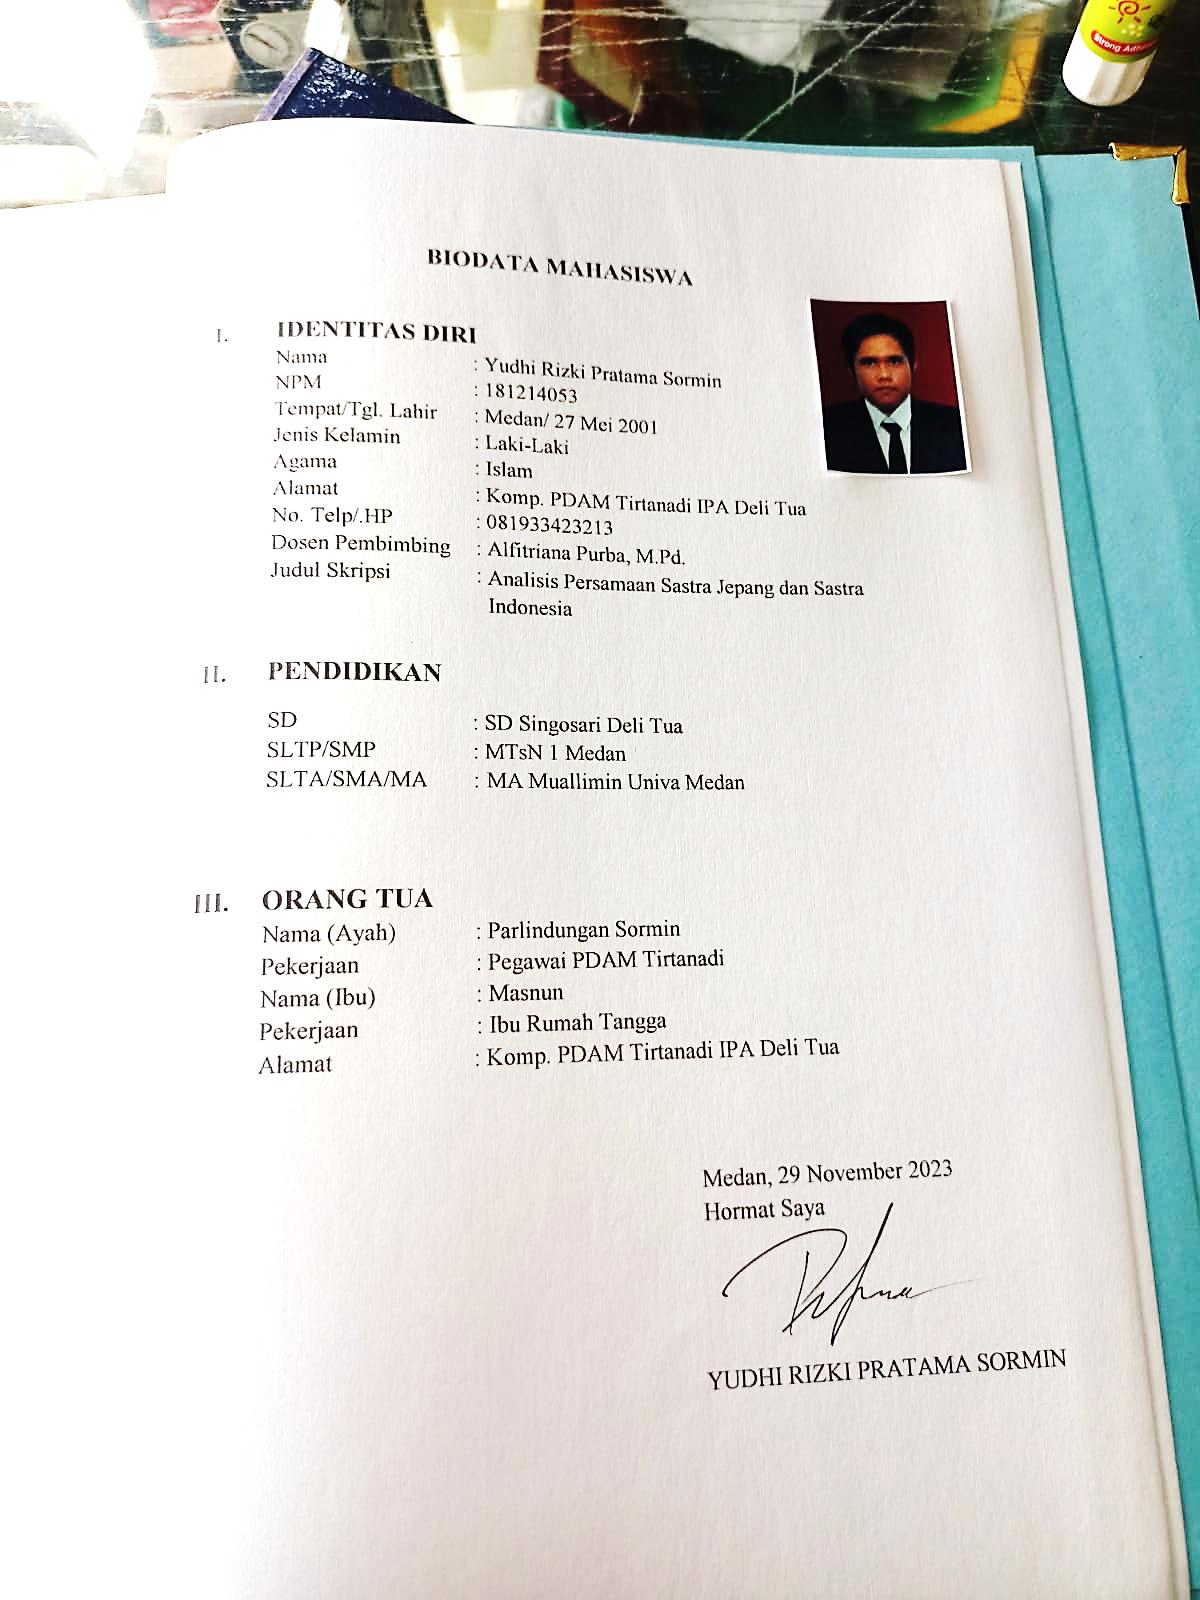 Strong Adhe
BIODATA MAHASISWA
I. IDENTITAS DIRI
Nama : Yudhi Rizki Pratama Sormin
NPM : 181214053
Tempat/Tgl. Lahir : Medan/ 27 Mei 2001
Jenis Kelamin : Laki-Laki
Agama : Islam
Alamat : Komp. PDAM Tirtanadi IPA Deli Tua
No. Telp/.HP : 081933423213
Dosen Pembimbing : Alfitriana Purba, M.Pd.
Judul Skripsi : Analisis Persamaan Sastra Jepang dan Sastra
Indonesia
II. PENDIDIKAN
SD : SD Singosari Deli Tua
SLTP/SMP : MTsN 1 Medan
SLTA/SMA/MA : MA Muallimin Univa Medan
III. ORANG TUA
Nama (Ayah) : Parlindungan Sormin
Pekerjaan : Pegawai PDAM Tirtanadi
Nama (Ibu) : Masnun
Pekerjaan : Ibu Rumah Tangga
Alamat : Komp. PDAM Tirtanadi IPA Deli Tua
Medan, 29 November 2023
Hormat Saya
YUDHI RIZKI PRATAMA SORMIN